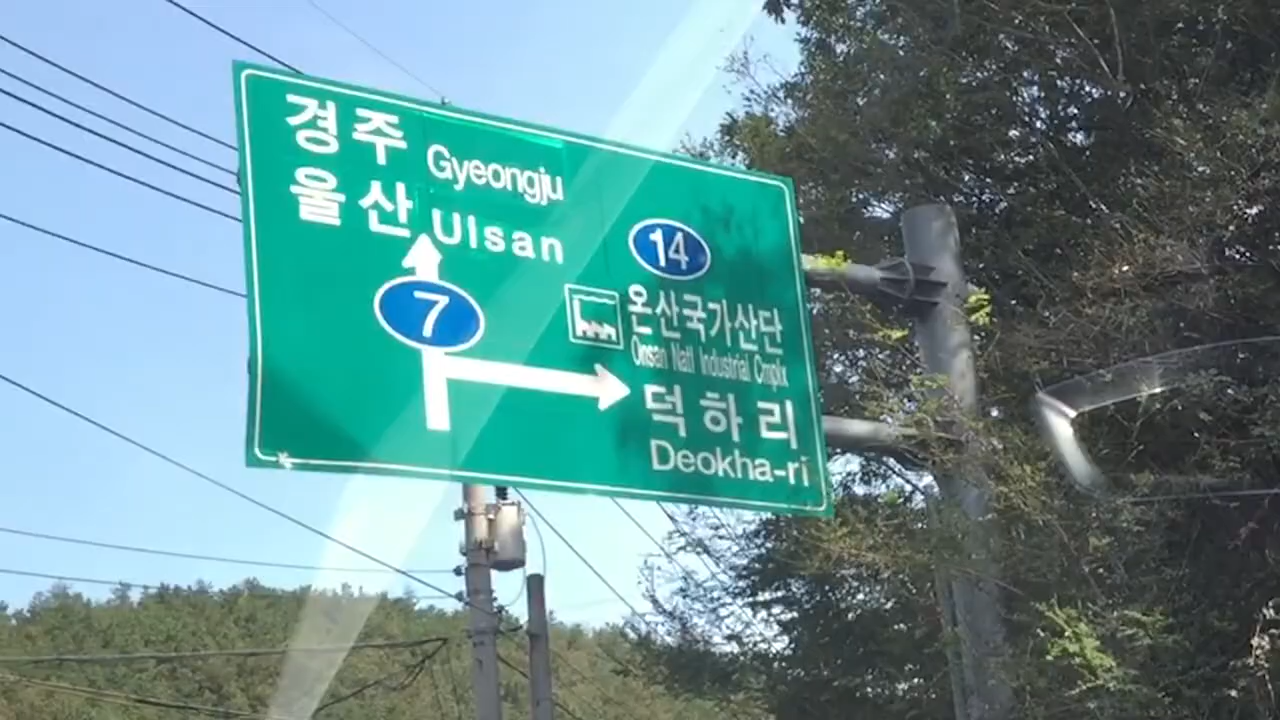 경주 Gyeongju
울산 Ulsan
7
14
온산국가산단
Onsan Natl Industrial Cmplx
덕하리
Deokha-ri